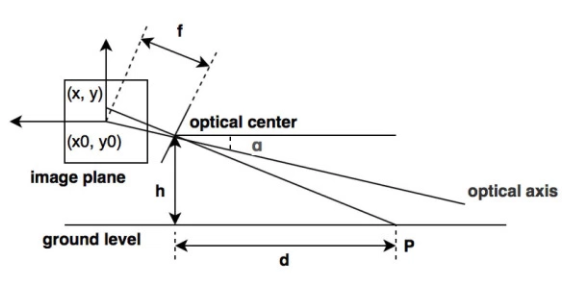 f
(x, y)
optical center
(x0, y0)
α
image plane
h
optical axis
ground level
P
d